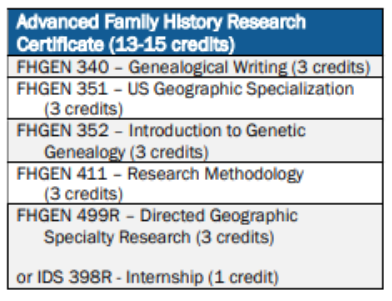 Advanced Family History Research
Certificate (13-15 credits)
FHGEN 340 – Genealogical Writing (3 credits)
FHGEN 351 – US Geographic Specialization
(3 credits)
FHGEN 352 – Introduction to Genetic
Genealogy (3 credits)
FHGEN 411 – Research Methodology
(3 credits)
FHGEN 499R – Directed Geographic
Specialty Research (3 credits)
or IDS 398R - Internship (1 credit)